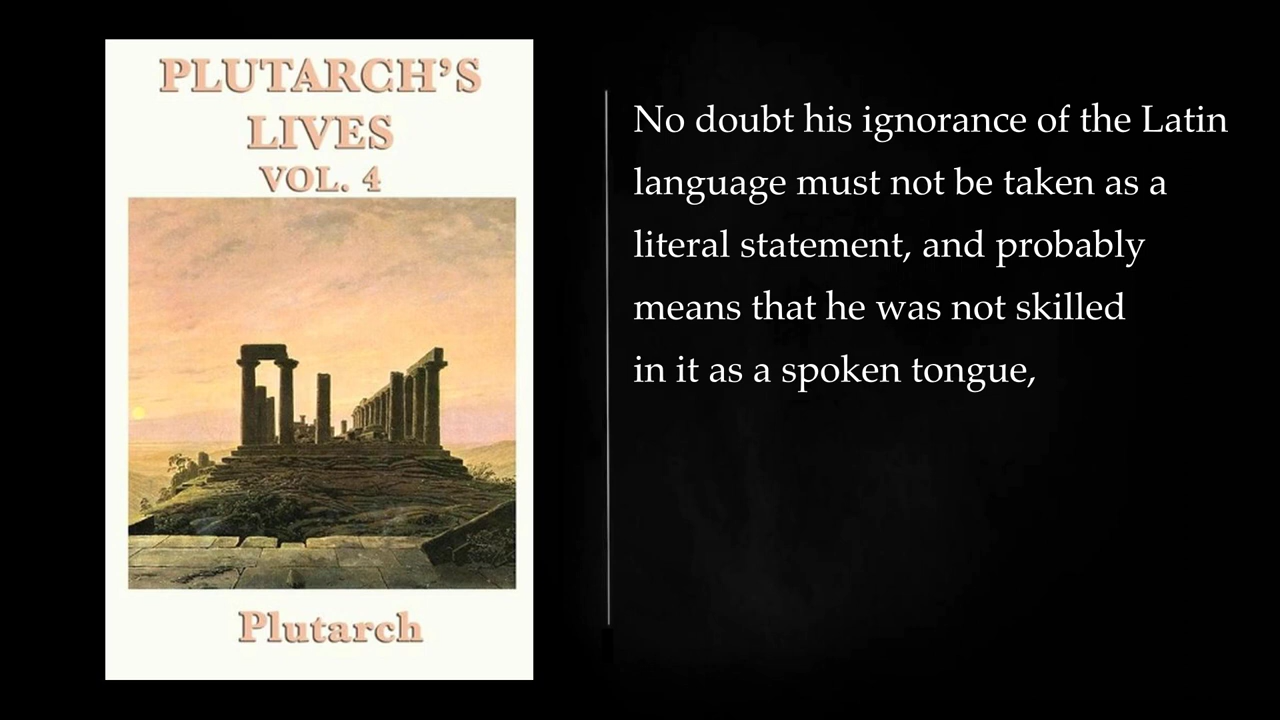 PLUTARCH'S
LIVES
VOL. 4
Plutarch
No doubt his ignorance of the Latin
language must not be taken as a
literal statement, and probably
means that he was not skilled
in it as a spoken tongue,